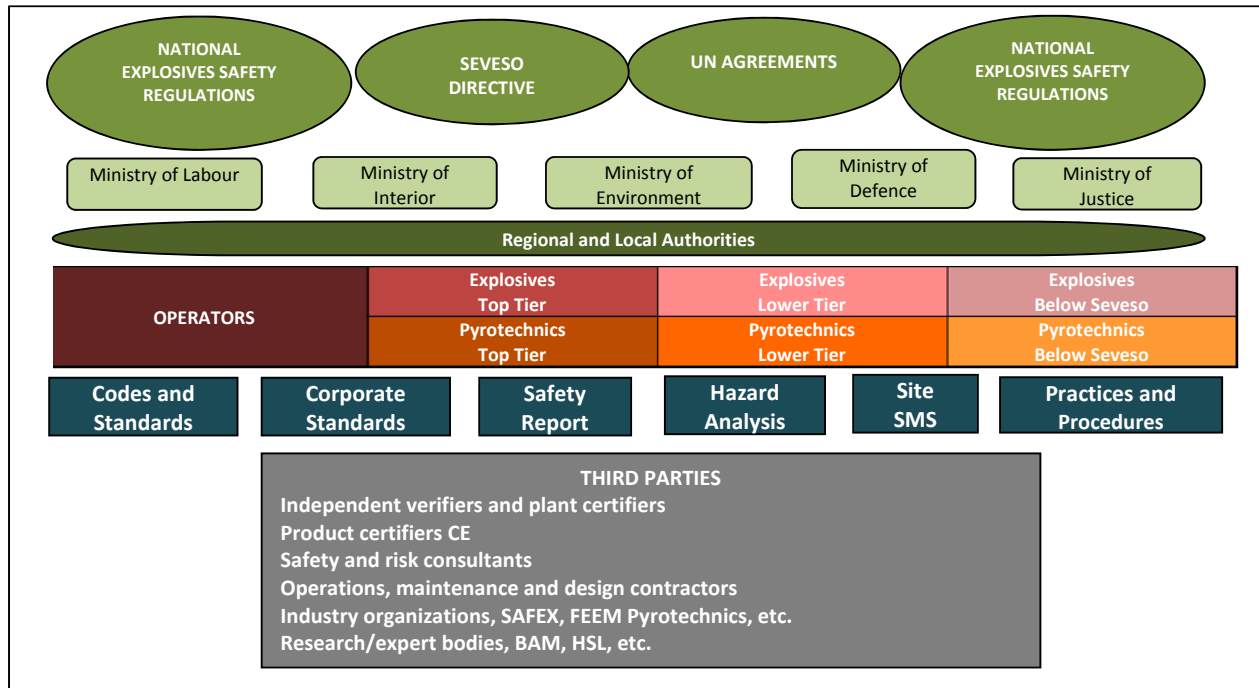 NATIONAL
EXPLOSIVES SAFETY
REGULATIONS
SEVESO
DIRECTIVE
UN AGREEMENTS
NATIONAL
EXPLOSIVES SAFETY
REGULATIONS
Ministry of Labour
Ministry of
Interior
Ministry of
Environment
Ministry of
Defence
Ministry of
Justice
Regional and Local Authorities
OPERATORS
Explosives
Top Tier
Explosives
Lower Tier
Explosives
Below Seveso
Pyrotechnics
Top Tier
Pyrotechnics
Lower Tier
Pyrotechnics
Below Seveso
Codes and
Standards
Corporate
Standards
Safety
Report
Hazard
Analysis
Site
SMS
Practices and
Procedures
THIRD PARTIES
Independent verifiers and plant certifiers
Product certifiers CE
Safety and risk consultants
Operations, maintenance and design contractors
Industry organizations, SAFEX, FEEM Pyrotechnics, etc.
Research/expert bodies, BAM, HSL, etc.